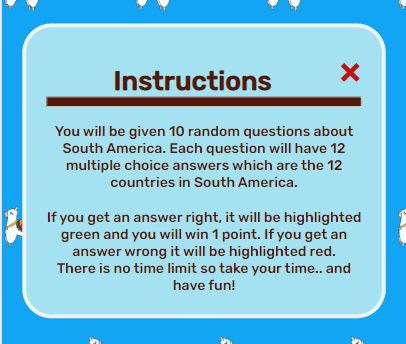 Instructions
You will be given 10 random questions about
South America. Each question will have 12
multiple choice answers which are the 12
countries in South America.
If you get an answer right, it will be highlighted
green and you will win 1 point. If you get an
answer wrong it will be highlighted red.
There is no time limit so take your time.. and
have fun!